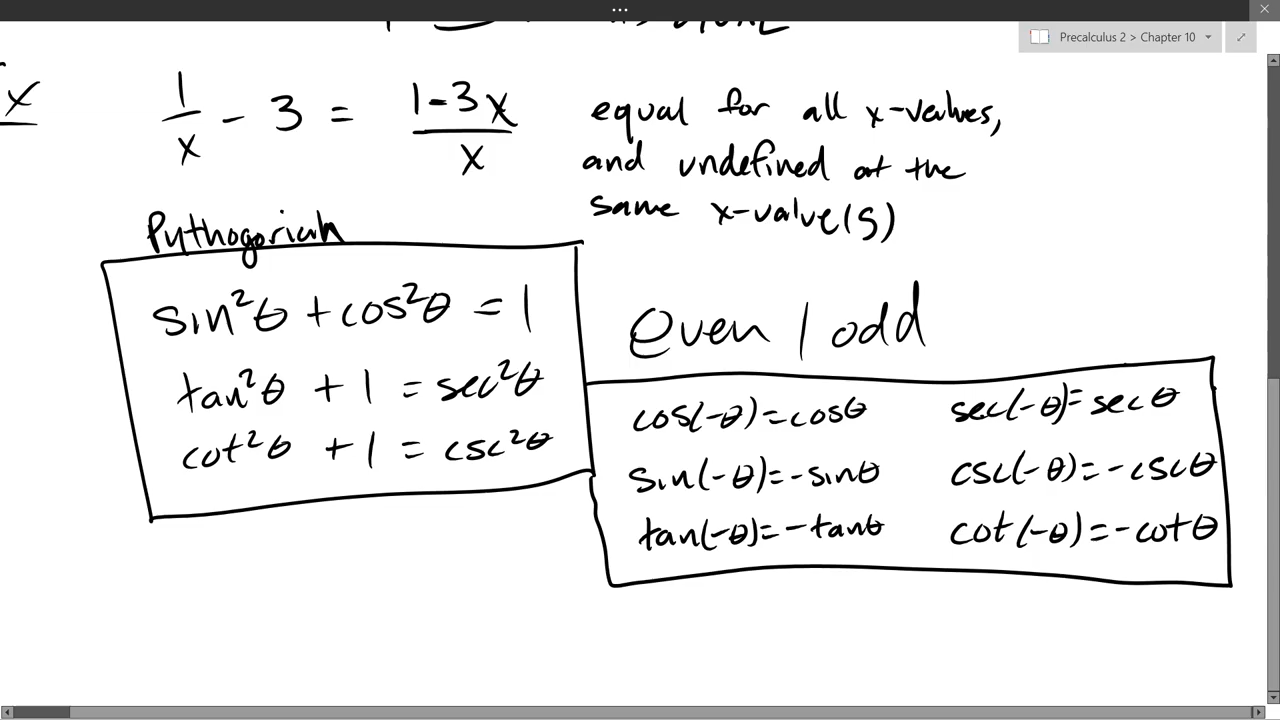 Precalculus 2 > Chapter 10
x
1/x - 3 = (1-3x)/x
equal for all x-values,
and undefined at the
same x-value(s)
Pythogorian
sin²θ + cos²θ = 1
tan²θ + 1 = sec²θ
cot²θ + 1 = csc²θ
Even / odd
cos(-θ)=cosθ sec(-θ)=secθ
sin(-θ)=-sinθ csc(-θ)=-cscθ
tan(-θ)=-tanθ cot(-θ)=-cotθ